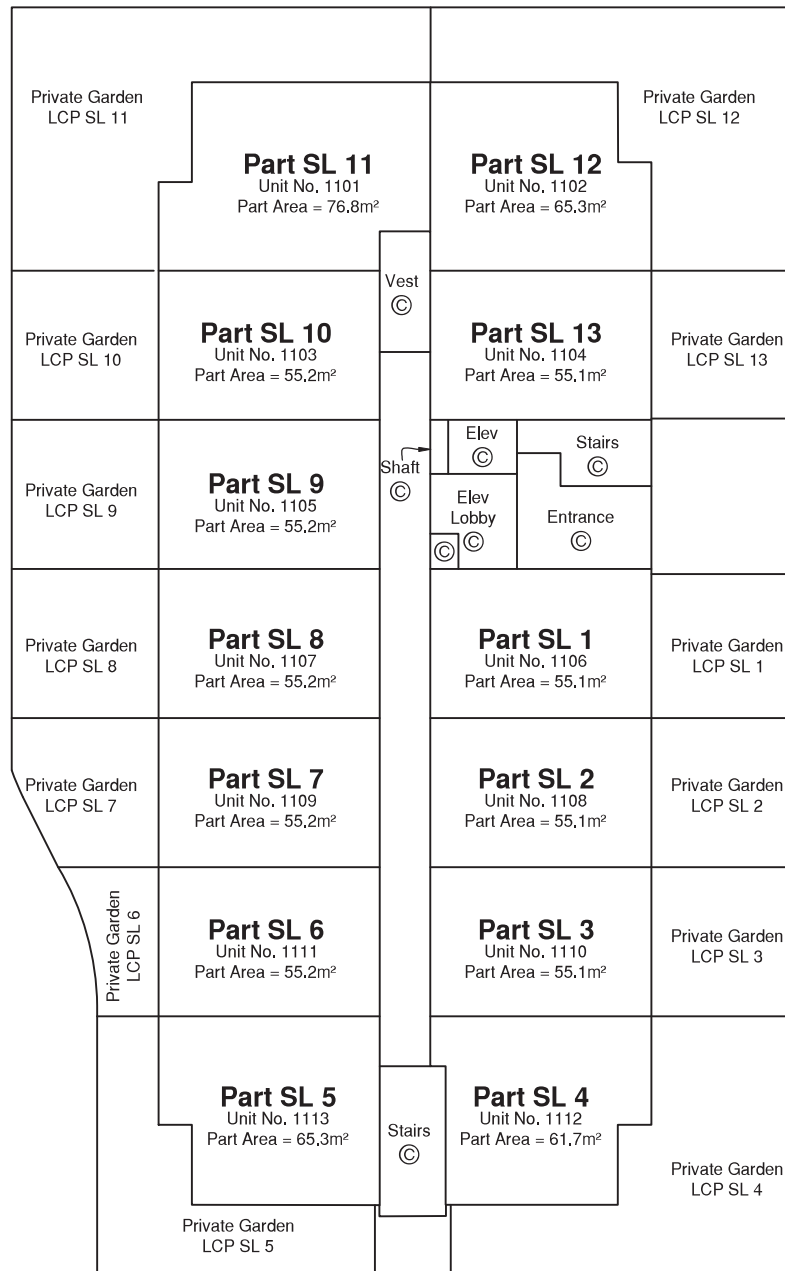 Private Garden
LCP SL 11
Part SL 11
Unit No. 1101
Part Area = 76.8m²
Part SL 12
Unit No. 1102
Part Area = 65.3m²
Private Garden
LCP SL 12
Vest
©
Private Garden
LCP SL 10
Part SL 10
Unit No. 1103
Part Area = 55.2m²
Part SL 13
Unit No. 1104
Part Area = 55.1m²
Private Garden
LCP SL 13
Private Garden
LCP SL 9
Part SL 9
Unit No. 1105
Part Area = 55.2m²
Shaft
©
Elev
©
Stairs
©
Elev
Lobby
©
©
Entrance
©
Private Garden
LCP SL 8
Part SL 8
Unit No. 1107
Part Area = 55.2m²
Part SL 1
Unit No. 1106
Part Area = 55.1m²
Private Garden
LCP SL 1
Private Garden
LCP SL 7
Part SL 7
Unit No. 1109
Part Area = 55.2m²
Part SL 2
Unit No. 1108
Part Area = 55.1m²
Private Garden
LCP SL 2
Private Garden
LCP SL 6
Part SL 6
Unit No. 1111
Part Area = 55.2m²
Part SL 3
Unit No. 1110
Part Area = 55.1m²
Private Garden
LCP SL 3
Part SL 5
Unit No. 1113
Part Area = 65.3m²
Stairs
©
Part SL 4
Unit No. 1112
Part Area = 61.7m²
Private Garden
LCP SL 4
Private Garden
LCP SL 5